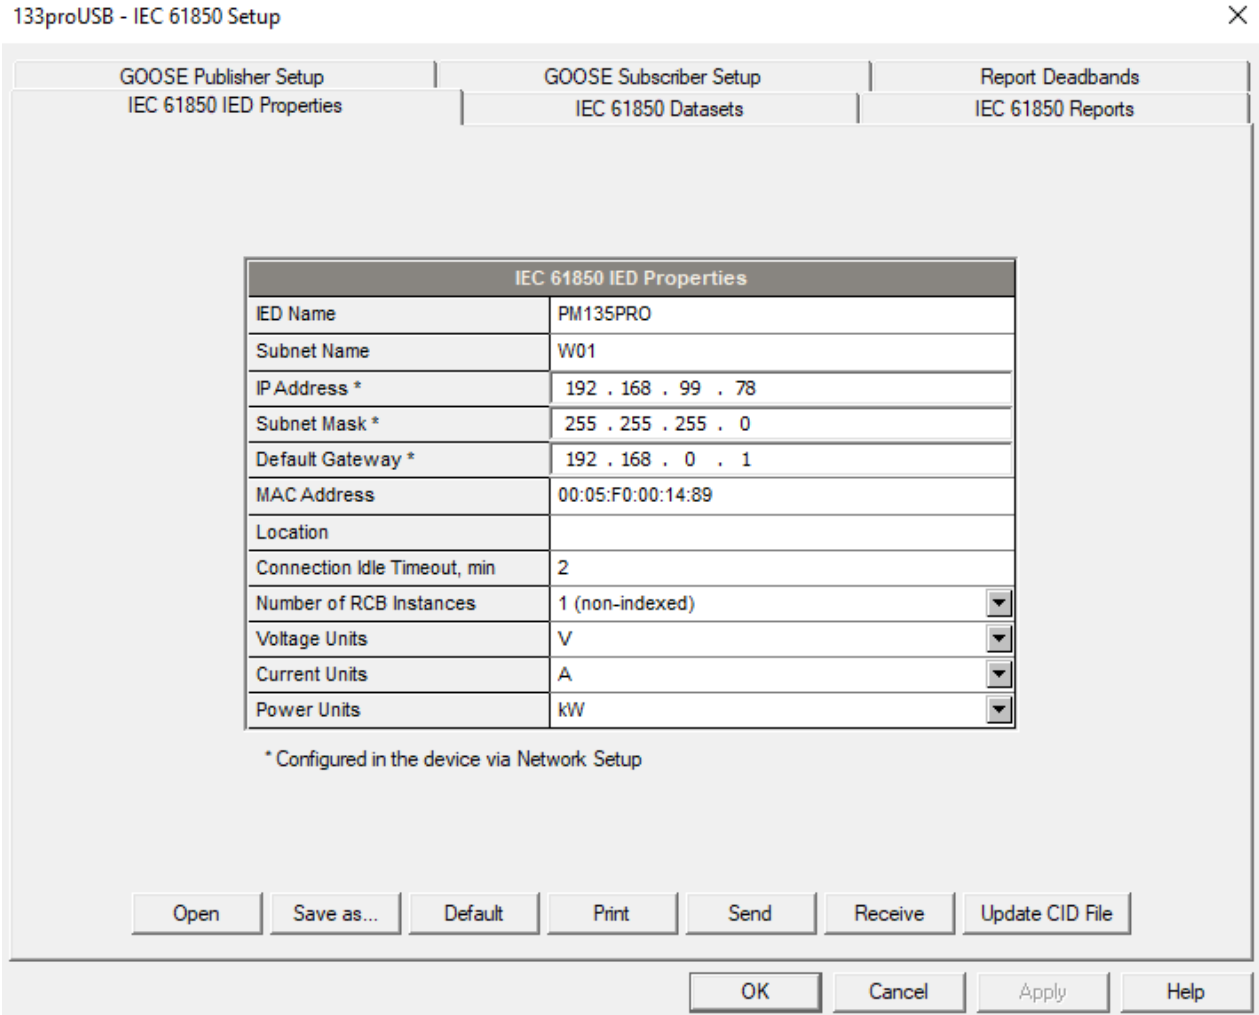 133proUSB - IEC 61850 Setup
GOOSE Publisher Setup GOOSE Subscriber Setup Report Deadbands
IEC 61850 IED Properties IEC 61850 Datasets IEC 61850 Reports
IEC 61850 IED Properties
IED Name PM135PRO
Subnet Name W01
IP Address * 192 . 168 . 99 . 78
Subnet Mask * 255 . 255 . 255 . 0
Default Gateway * 192 . 168 . 0 . 1
MAC Address 00:05:F0:00:14:89
Location
Connection Idle Timeout, min 2
Number of RCB Instances 1 (non-indexed)
Voltage Units V
Current Units A
Power Units kW
* Configured in the device via Network Setup
Open Save as... Default Print Send Receive Update CID File
OK Cancel Apply Help